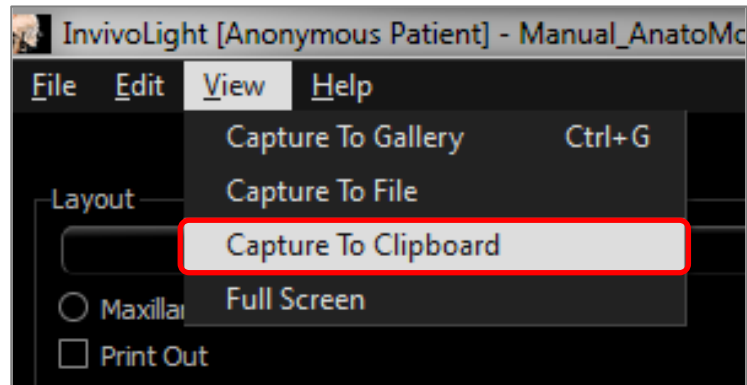 InvivoLight [Anonymous Patient] - Manual_AnatoMo
File Edit View Help
Capture To Gallery Ctrl+G
Layout
Capture To File
Capture To Clipboard
Full Screen
Print Out